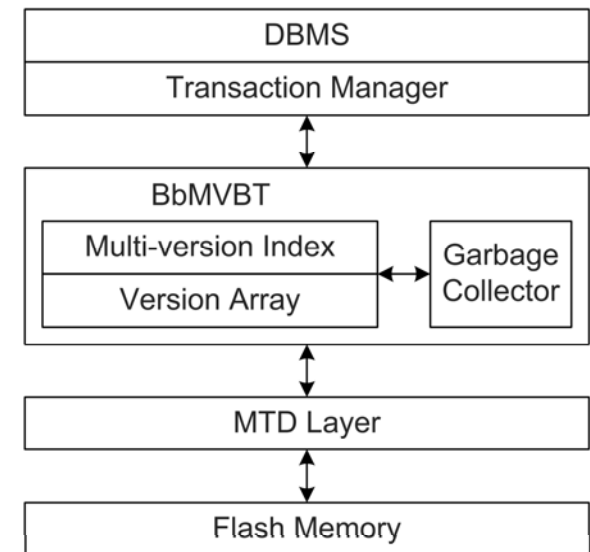 DBMS
Transaction Manager
BbMVBT
Multi-version Index
Version Array
Garbage
Collector
MTD Layer
Flash Memory